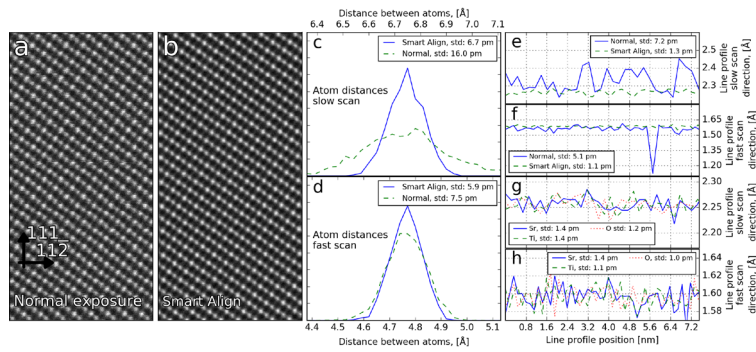 Distance between atoms, [Å]
6.4 6.5 6.6 6.7 6.8 6.9 7.0 7.1
a
111
112
Normal exposure
b
Smart Align
c
Smart Align, std: 6.7 pm
Normal, std: 16.0 pm
Atom distances
slow scan
d
Smart Align, std: 5.9 pm
Normal, std: 7.5 pm
Atom distances
fast scan
4.4 4.5 4.6 4.7 4.8 4.9 5.0 5.1
Distance between atoms, [Å]
e
Normal, std: 7.2 pm
Smart Align, std: 1.3 pm
2.5
2.4
2.3
Line profile
slow scan
direction, [Å]
f
Normal, std: 5.1 pm
Smart Align, std: 1.1 pm
1.65
1.50
1.35
1.20
Line profile
fast scan
direction, [Å]
g
Sr, std: 1.4 pm
O, std: 1.2 pm
Ti, std: 1.4 pm
2.30
2.25
2.20
Line profile
slow scan
direction, [Å]
h
Sr, std: 1.4 pm
O, std: 1.0 pm
Ti, std: 1.1 pm
1.64
1.62
1.60
1.58
Line profile
fast scan
direction, [Å]
0.8 1.6 2.4 3.2 4.0 4.8 5.6 6.4 7.2
Line profile position [nm]